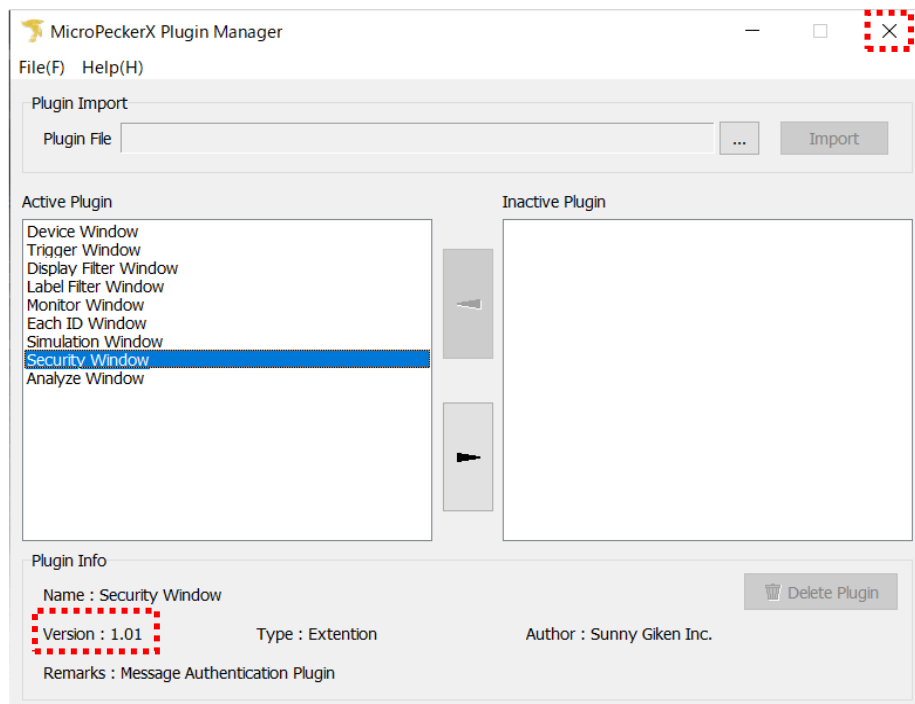 MicroPeckerX Plugin Manager
File(F) Help(H)
Plugin Import
Plugin File ... Import
Active Plugin Inactive Plugin
Device Window
Trigger Window
Display Filter Window
Label Filter Window
Monitor Window
Each ID Window
Simulation Window
Security Window
Analyze Window
Plugin Info
Name : Security Window Delete Plugin
Version : 1.01 Type : Extention Author : Sunny Giken Inc.
Remarks : Message Authentication Plugin